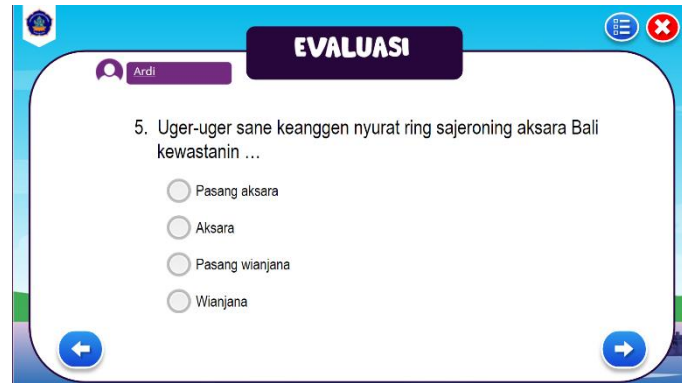 EVALUASI
Ardi
5. Uger-uger sane keanggen nyurat ring sajeroning aksara Bali
kewastanin ...
Pasang aksara
Aksara
Pasang wianjana
Wianjana